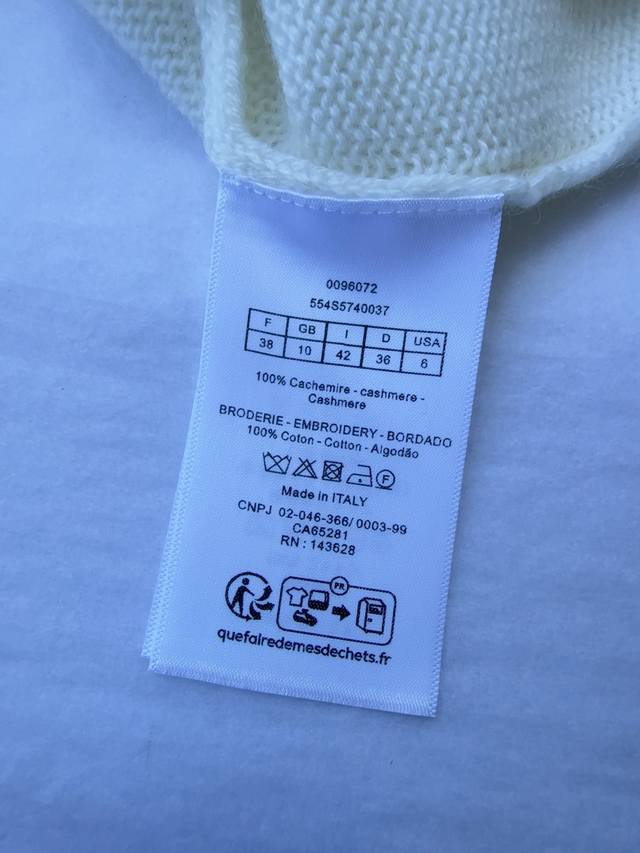 0096072
554S5740037
F GB I D USA
38 10 42 36 6
100% Cachemire - cashmere -
Cashmere
BRODERIE - EMBROIDERY - BORDADO
100% Coton - Cotton - Algodão
F
Made in ITALY
CNPJ 02-046-366/ 0003-99
CA65281
RN : 143628
FR
quefairedemesdechets.fr